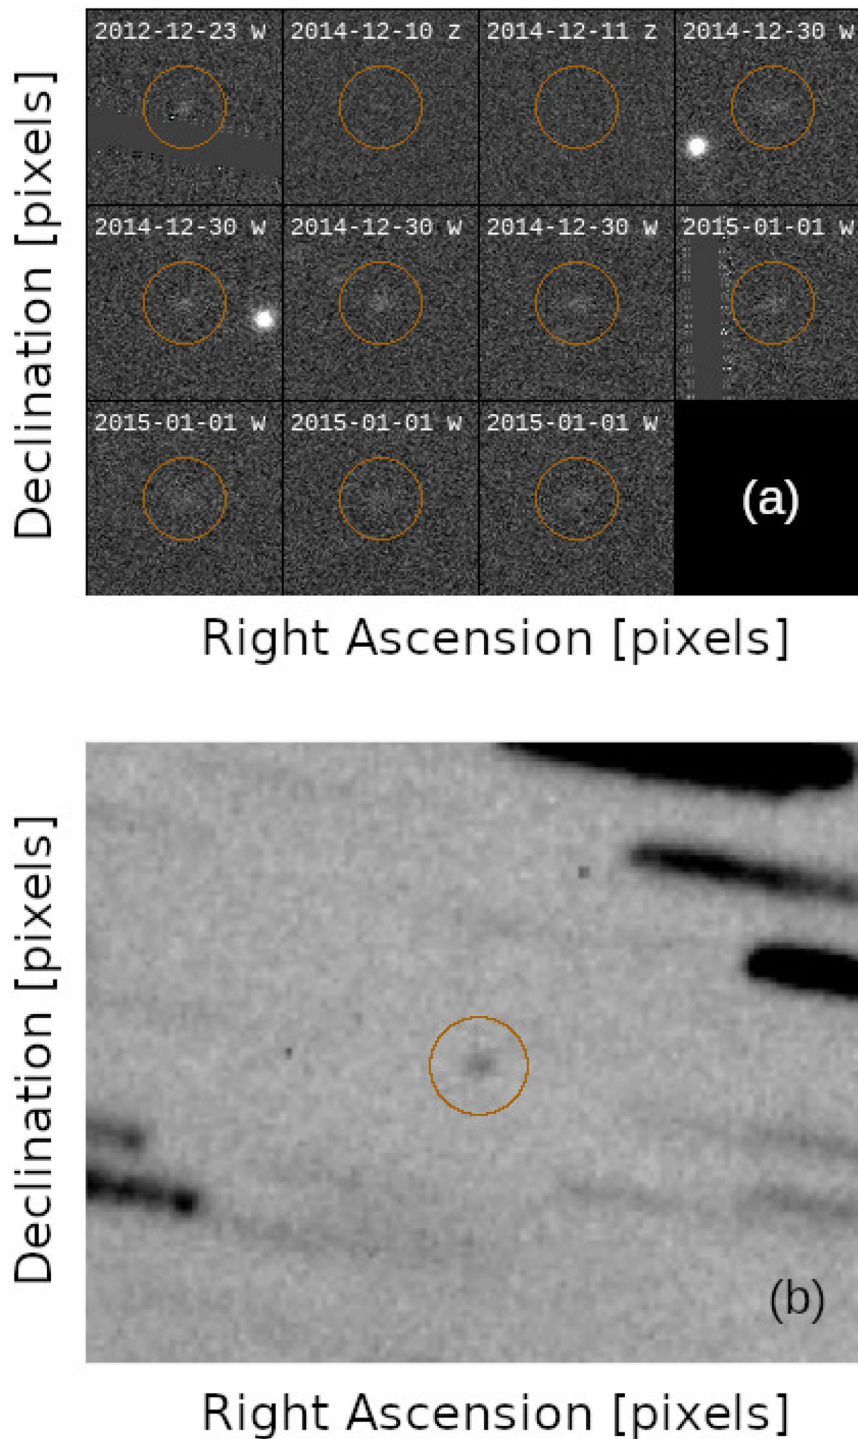 2012-12-23 w
2014-12-10 z
2014-12-11 z
2014-12-30 w
2014-12-30 w
2014-12-30 w
2014-12-30 w
2015-01-01 w
2015-01-01 w
2015-01-01 w
2015-01-01 w
(a)
Declination [pixels]
Right Ascension [pixels]
Declination [pixels]
(b)
Right Ascension [pixels]